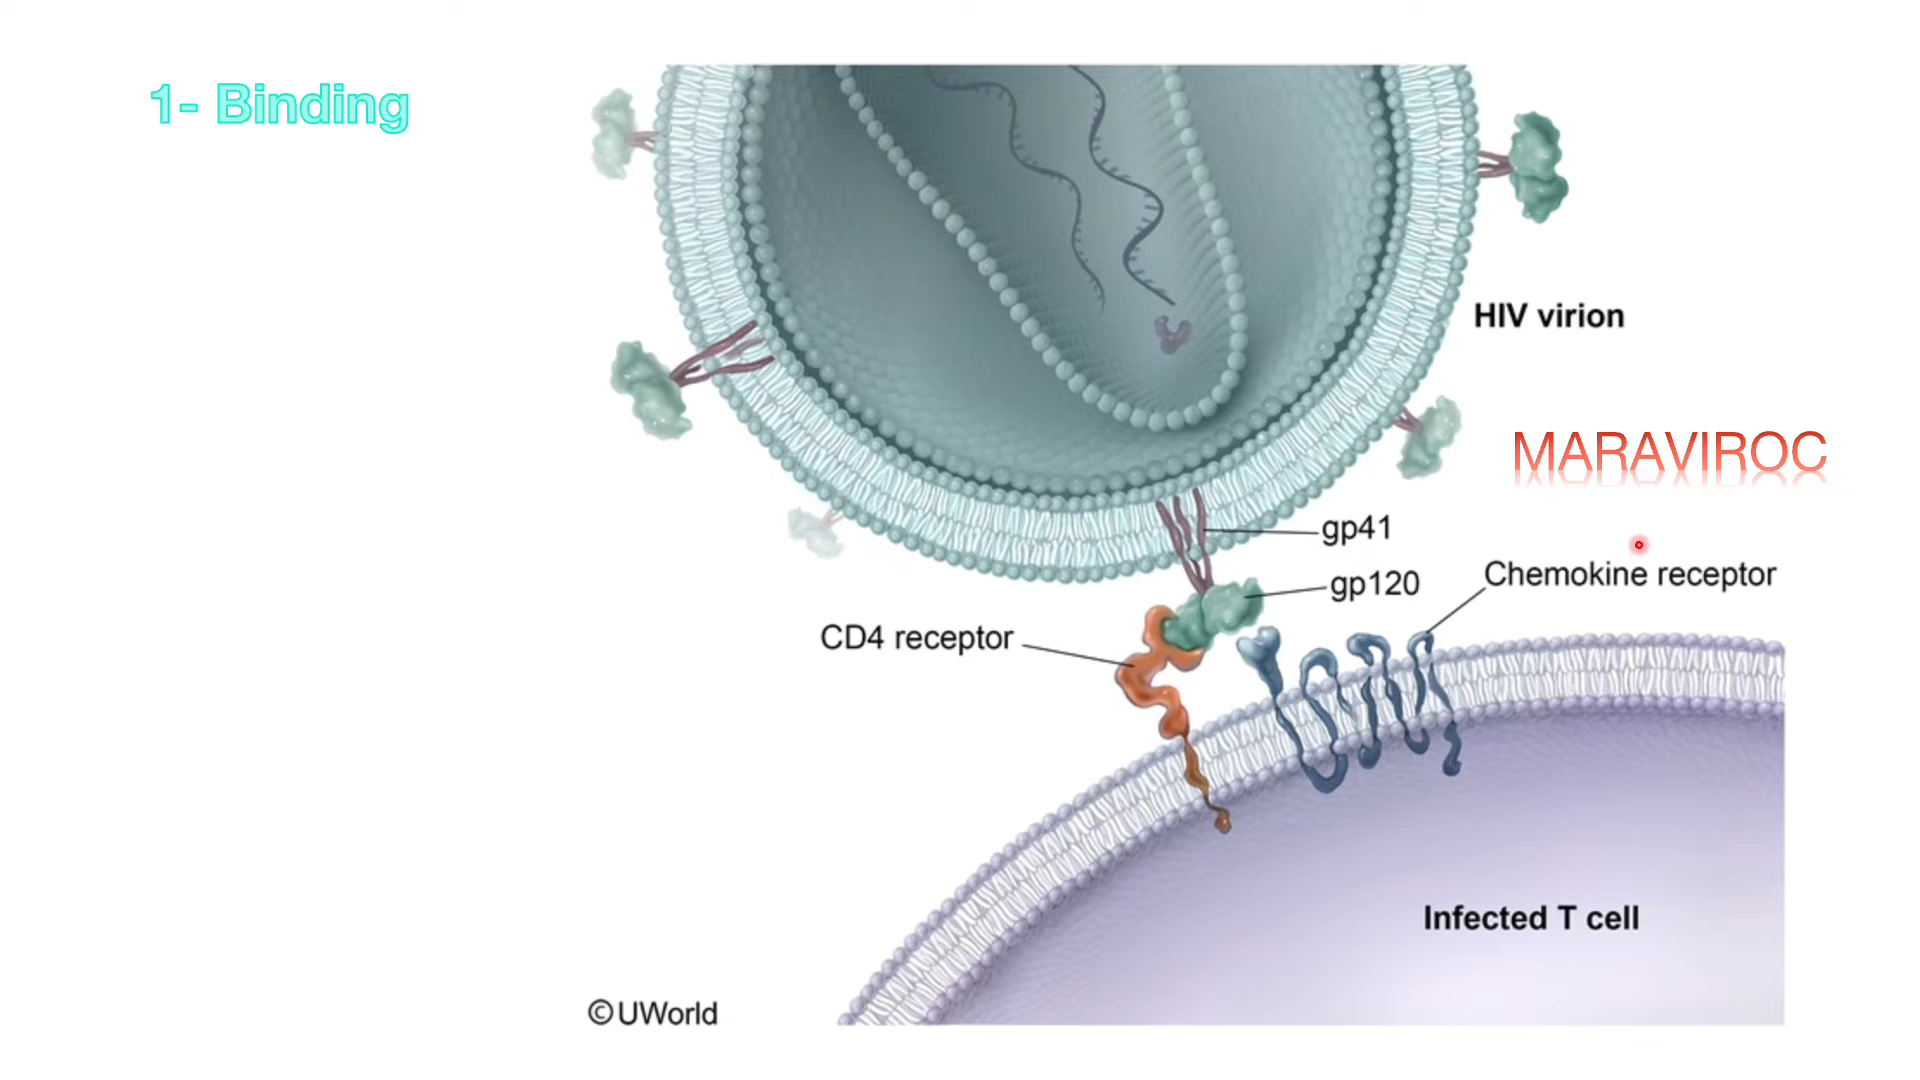 1- Binding
HIV virion
MARAVIROC
gp41
Chemokine receptor
gp120
CD4 receptor
Infected T cell
©UWorld